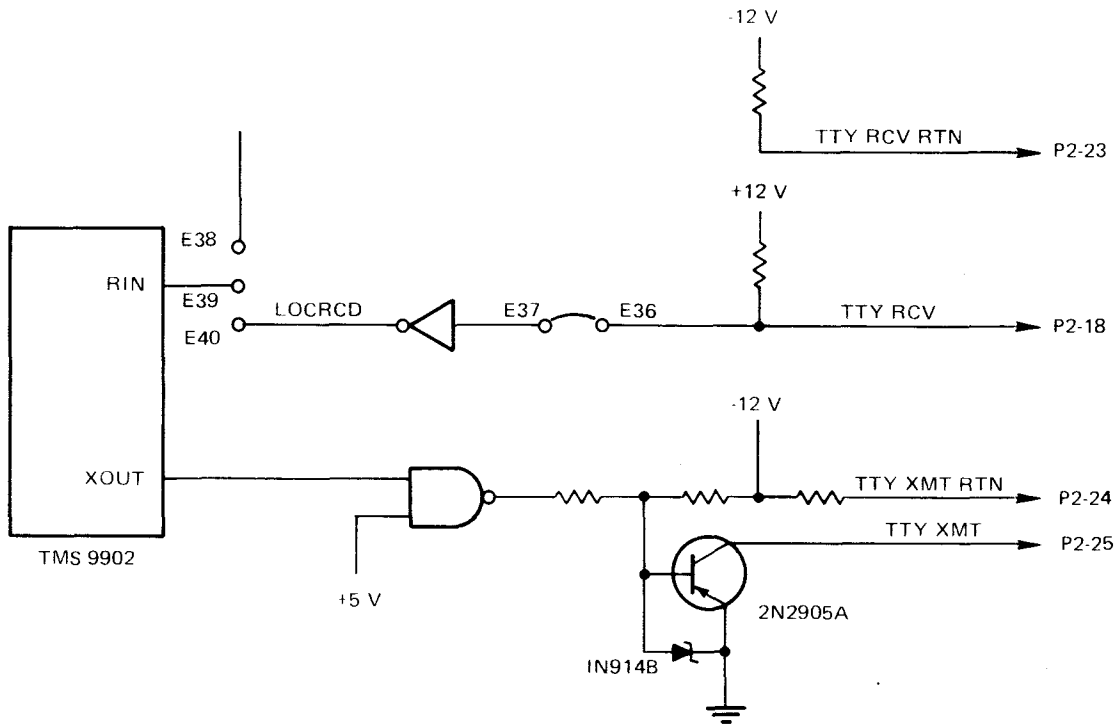 -12 V
TTY RCV RTN
P2-23
+12 V
E38
RIN
E39
LOCRCD
E37
E36
TTY RCV
P2-18
E40
-12 V
XOUT
TTY XMT RTN
P2-24
TTY XMT
P2-25
TMS 9902
+5 V
2N2905A
IN914B